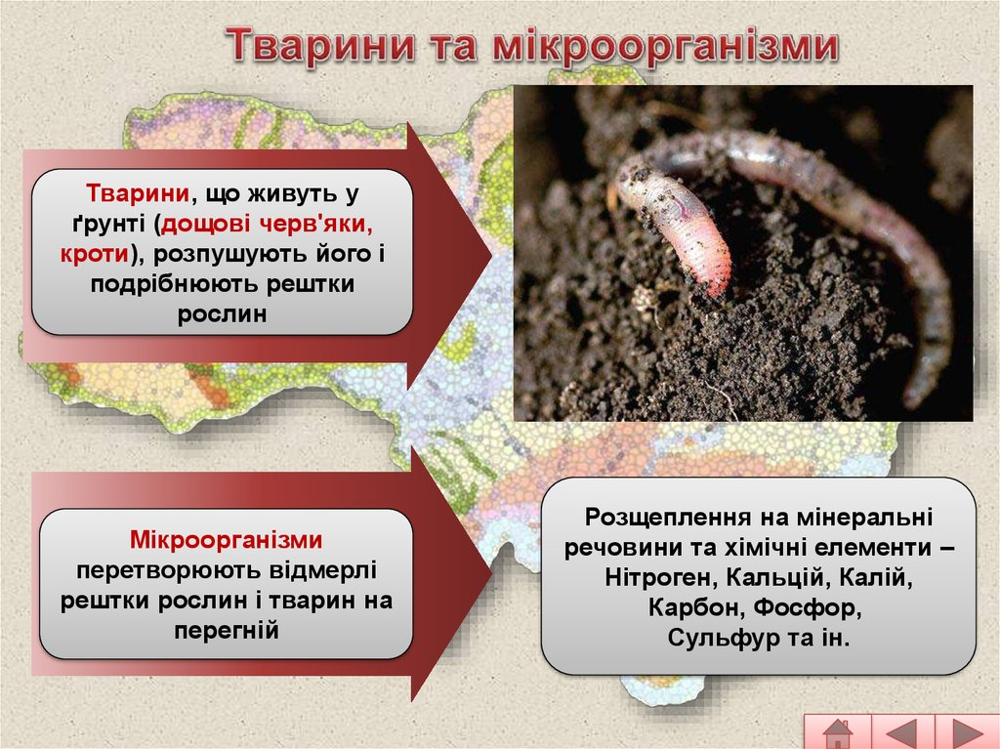 Тварини та мікроорганізми
Тварини, що живуть у
ґрунті (дощові черв'яки,
кроти), розпушують його і
подрібнюють рештки
рослин
Мікроорганізми
перетворюють відмерлі
рештки рослин і тварин на
перегній
Розщеплення на мінеральні
речовини та хімічні елементи –
Нітроген, Кальцій, Калій,
Карбон, Фосфор,
Сульфур та ін.